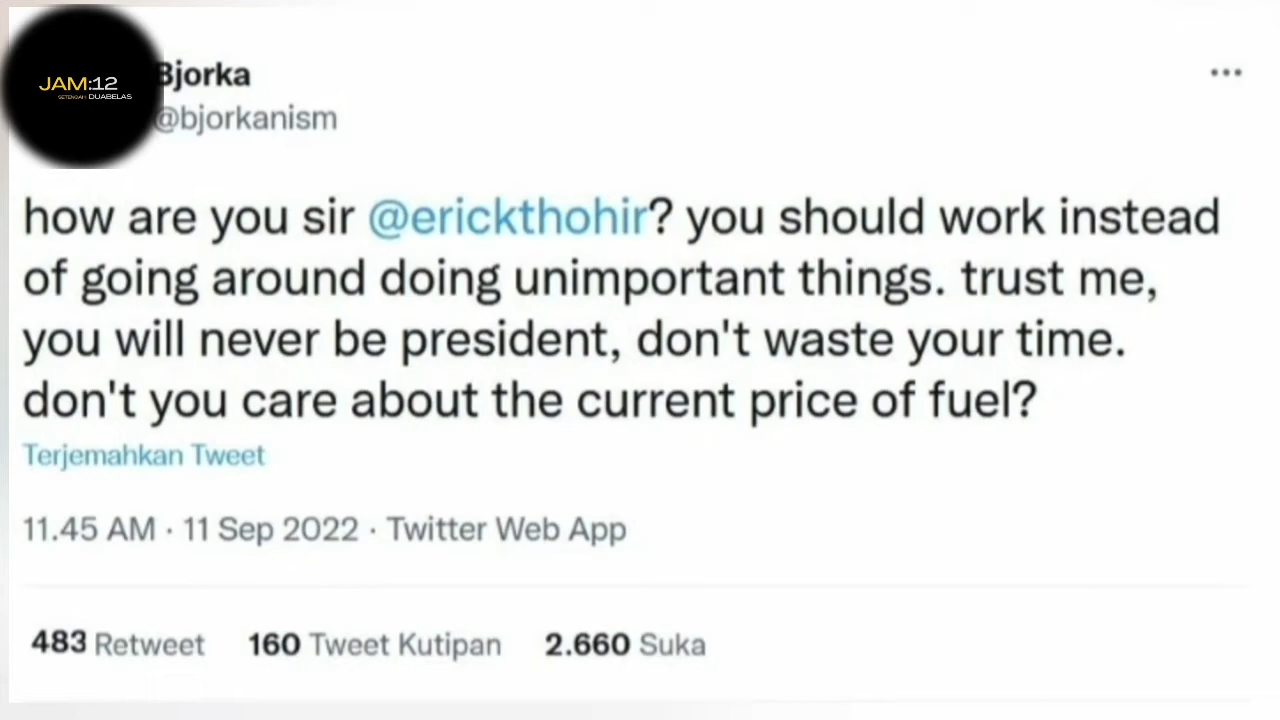 JAM:12
SETENGAH DUABELAS
Bjorka
@bjorkanism
how are you sir @erickthohir? you should work instead
of going around doing unimportant things. trust me,
you will never be president, don't waste your time.
don't you care about the current price of fuel?
Terjemahkan Tweet
11.45 AM · 11 Sep 2022 · Twitter Web App
483 Retweet 160 Tweet Kutipan 2.660 Suka